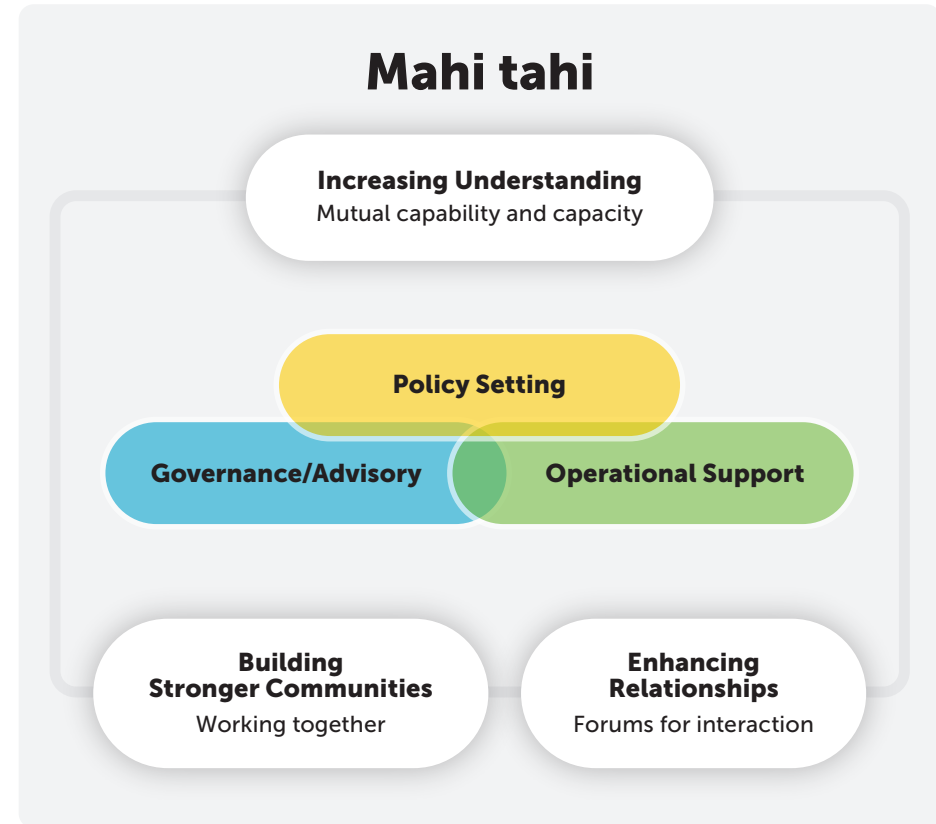 Mahi tahi
Increasing Understanding
Mutual capability and capacity
Policy Setting
Governance/Advisory
Operational Support
Building
Stronger Communities
Working together
Enhancing
Relationships
Forums for interaction